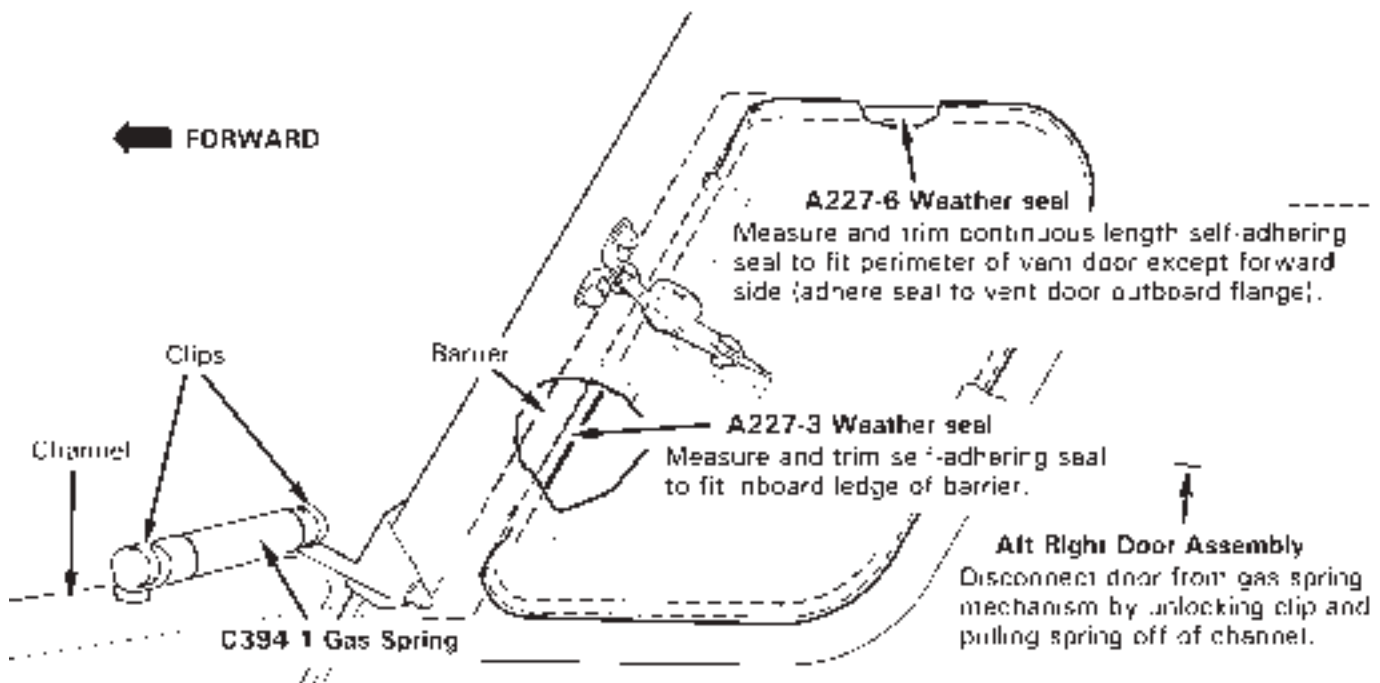 FORWARD
A227-6 Weather seal
Measure and trim continuous length self-adhering
seal to fit perimeter of vent door except forward
side (adhere seal to vent door outboard flange).
Clips
Barrier
Channel
A227-3 Weather seal
Measure and trim self-adhering seal
to fit inboard ledge of barrier.
Aft Right Door Assembly
Disconnect door from gas spring
mechanism by unlocking clip and
pulling spring off of channel.
C394-1 Gas Spring